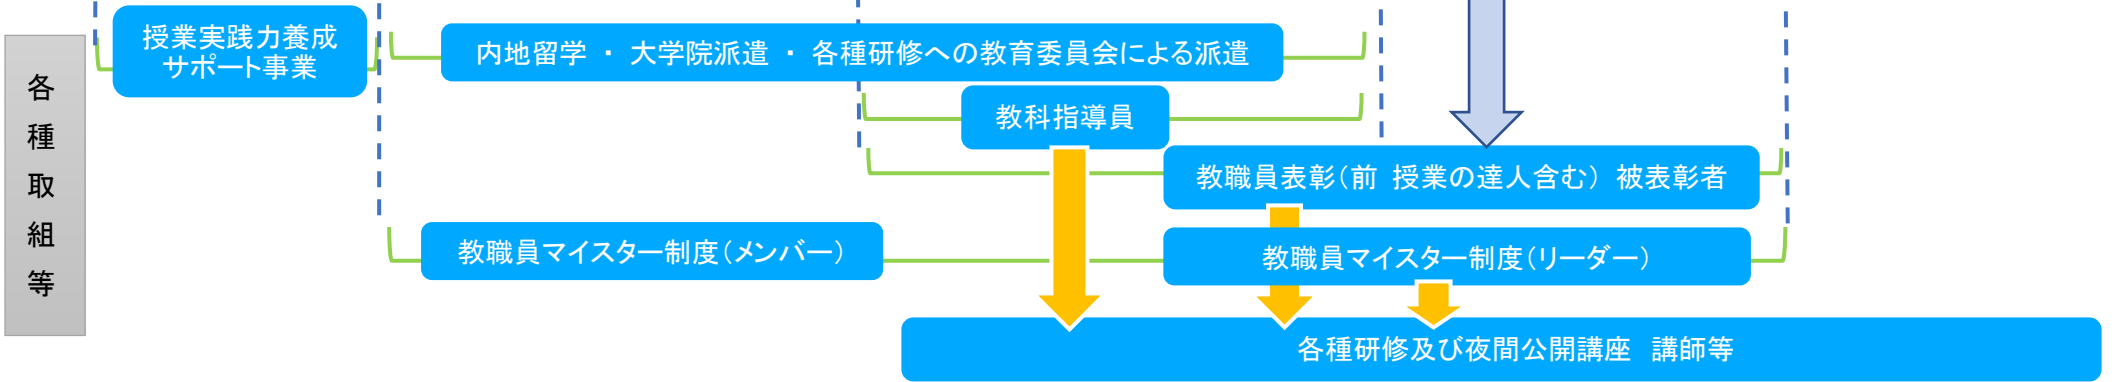 各種取組等
授業実践力養成
サポート事業
内地留学 ・ 大学院派遣 ・ 各種研修への教育委員会による派遣
教科指導員
教職員表彰(前 授業の達人含む) 被表彰者
教職員マイスター制度(メンバー)
教職員マイスター制度(リーダー)
各種研修及び夜間公開講座 講師等